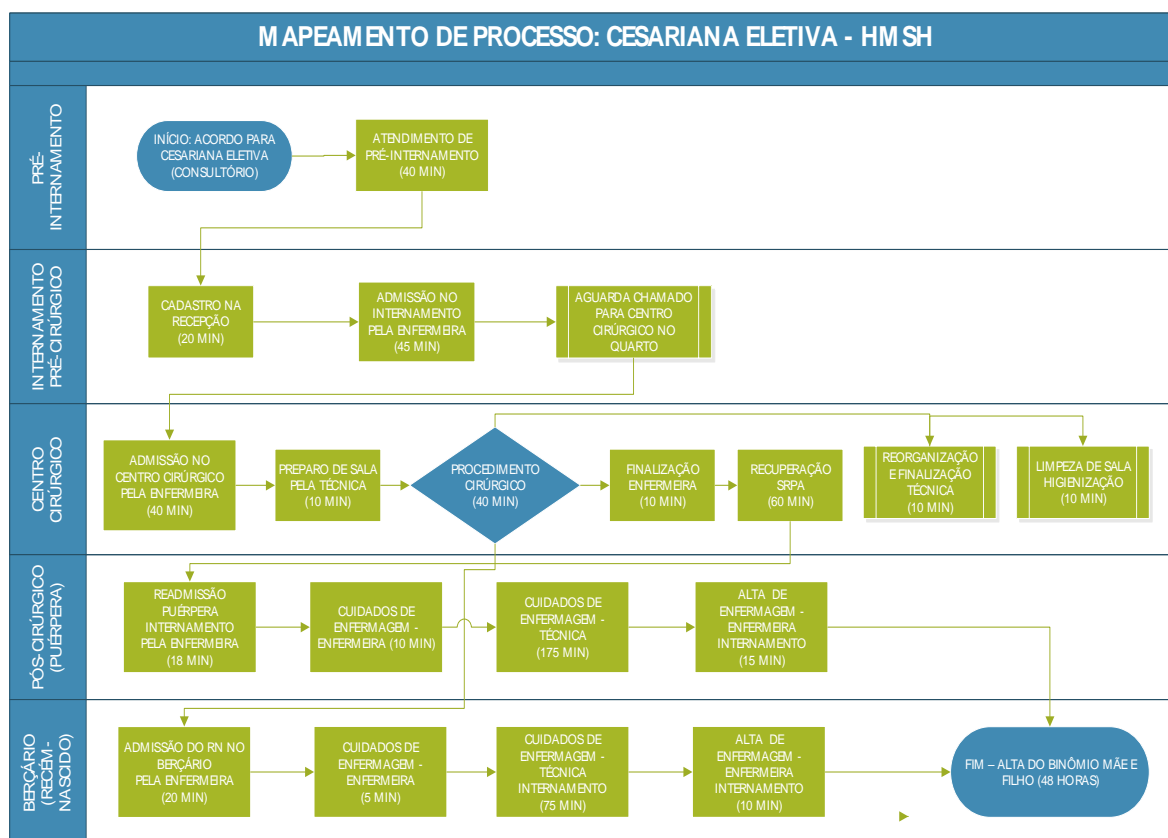 MAPEAMENTO DE PROCESSO: CESARIANA ELETIVA - HMSH
PRÉ-
INTERNAMENTO
INÍCIO: ACORDO PARA
CESARIANA ELETIVA
(CONSULTÓRIO)
ATENDIMENTO DE
PRÉ-INTERNAMENTO
(40 MIN)
INTERNAMENTO
PRÉ-CIRÚRGICO
CADASTRO NA
RECEPÇÃO
(20 MIN)
ADMISSÃO NO
INTERNAMENTO
PELA ENFERMEIRA
(45 MIN)
AGUARDA CHAMADO
PARA CENTRO
CIRÚRGICO NO
QUARTO
CENTRO
CIRÚRGICO
ADMISSÃO NO
CENTRO CIRÚRGICO
PELA ENFERMEIRA
(40 MIN)
PREPARO DE SALA
PELA TÉCNICA
(10 MIN)
PROCEDIMENTO
CIRÚRGICO
(40 MIN)
FINALIZAÇÃO
ENFERMEIRA
(10 MIN)
RECUPERAÇÃO
SRPA
(60 MIN)
REORGANIZAÇÃO
E FINALIZAÇÃO
TÉCNICA
(10 MIN)
LIMPEZA DE SALA
HIGIENIZAÇÃO
(10 MIN)
PÓS-CIRÚRGICO
(PUÉRPERA)
READMISSÃO
PUÉRPERA
INTERNAMENTO
PELA ENFERMEIRA
(18 MIN)
CUIDADOS DE
ENFERMAGEM -
ENFERMEIRA (10 MIN)
CUIDADOS DE
ENFERMAGEM -
TÉCNICA
(175 MIN)
ALTA DE
ENFERMAGEM -
ENFERMEIRA
INTERNAMENTO
(15 MIN)
BERÇÁRIO
(RECÉM-
NASCIDO)
ADMISSÃO DO RN NO
BERÇÁRIO
PELA ENFERMEIRA
(20 MIN)
CUIDADOS DE
ENFERMAGEM -
ENFERMEIRA
(5 MIN)
CUIDADOS DE
ENFERMAGEM -
TÉCNICA
INTERNAMENTO
(75 MIN)
ALTA DE
ENFERMAGEM -
ENFERMEIRA
INTERNAMENTO
(10 MIN)
FIM – ALTA DO BINÔMIO MÃE E
FILHO (48 HORAS)